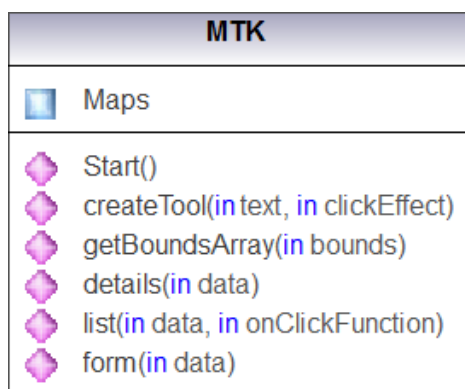 MTK
Maps
Start()
createTool(in text, in clickEffect)
getBoundsArray(in bounds)
details(in data)
list(in data, in onClickFunction)
form(in data)